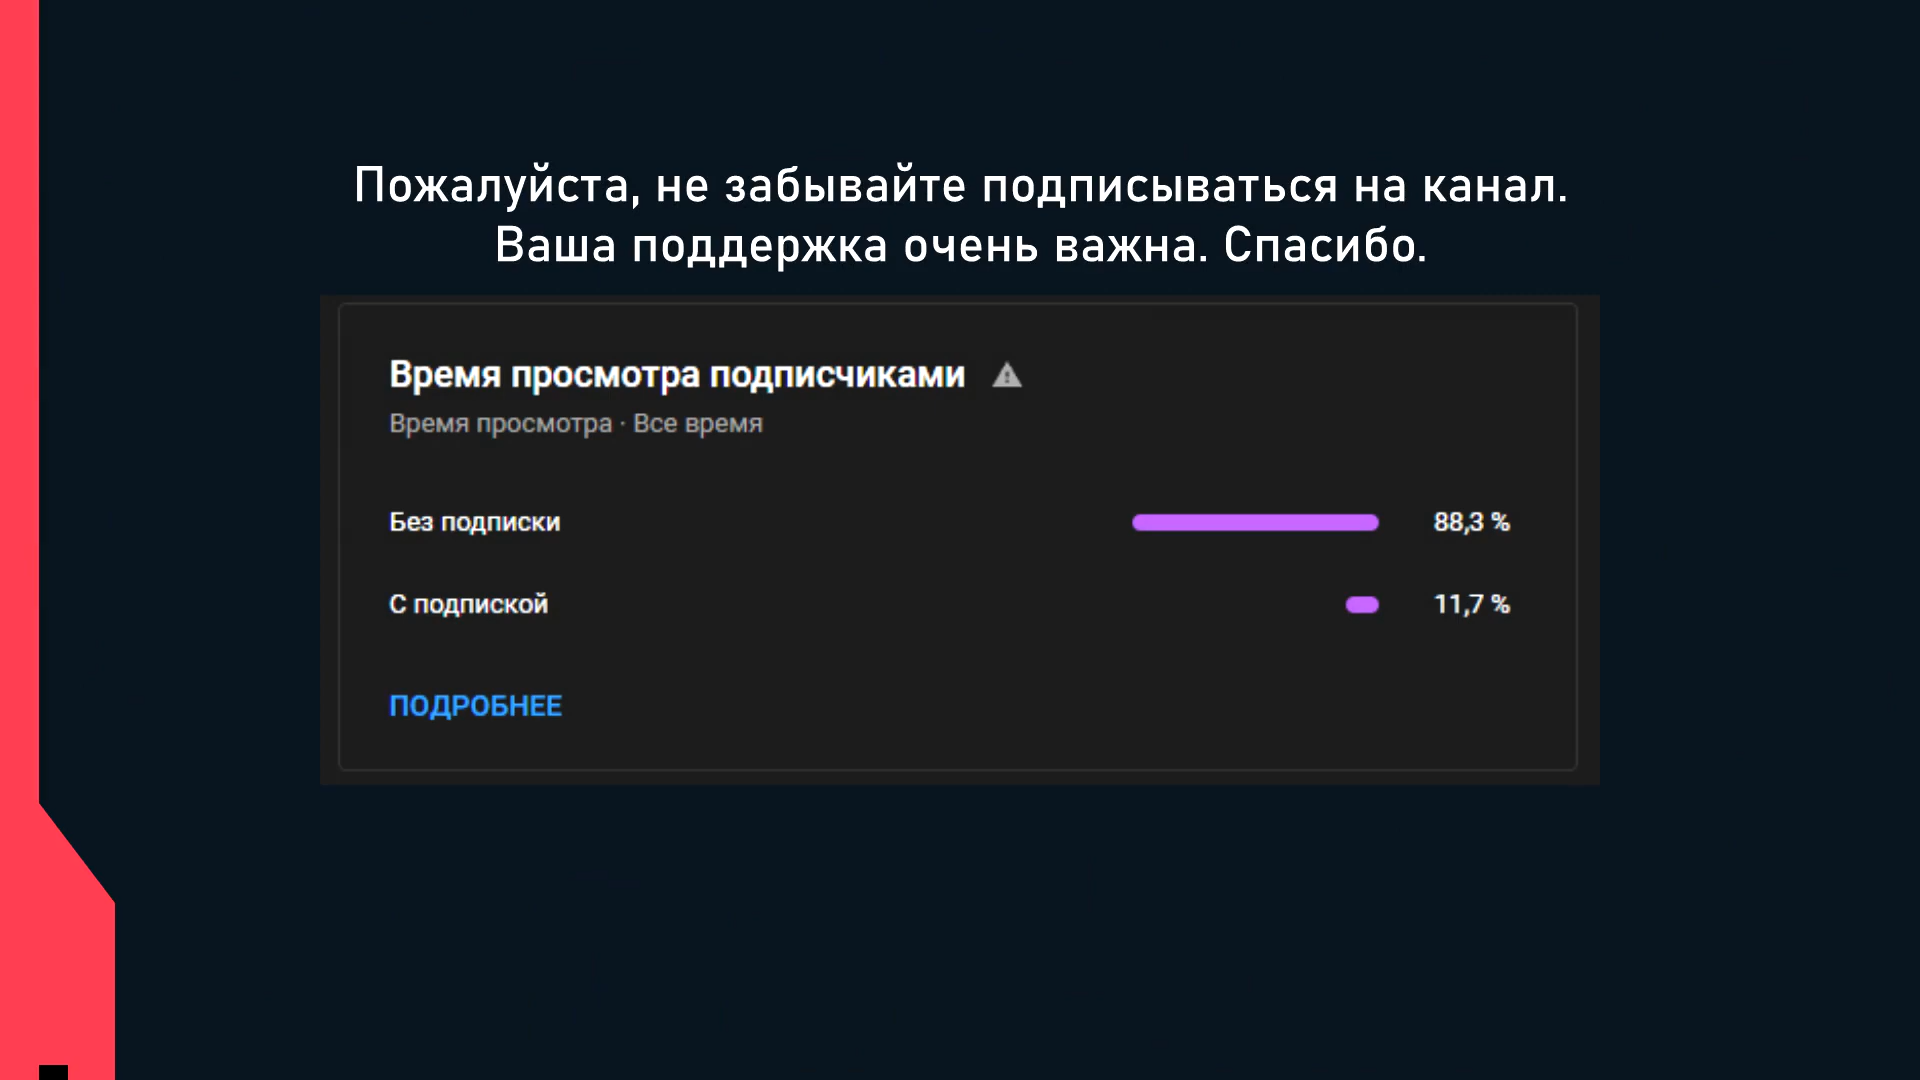 Пожалуйста, не забывайте подписываться на канал.
Ваша поддержка очень важна. Спасибо.
Время просмотра подписчиками
Время просмотра · Все время
Без подписки 88,3 %
С подпиской 11,7 %
ПОДРОБНЕЕ